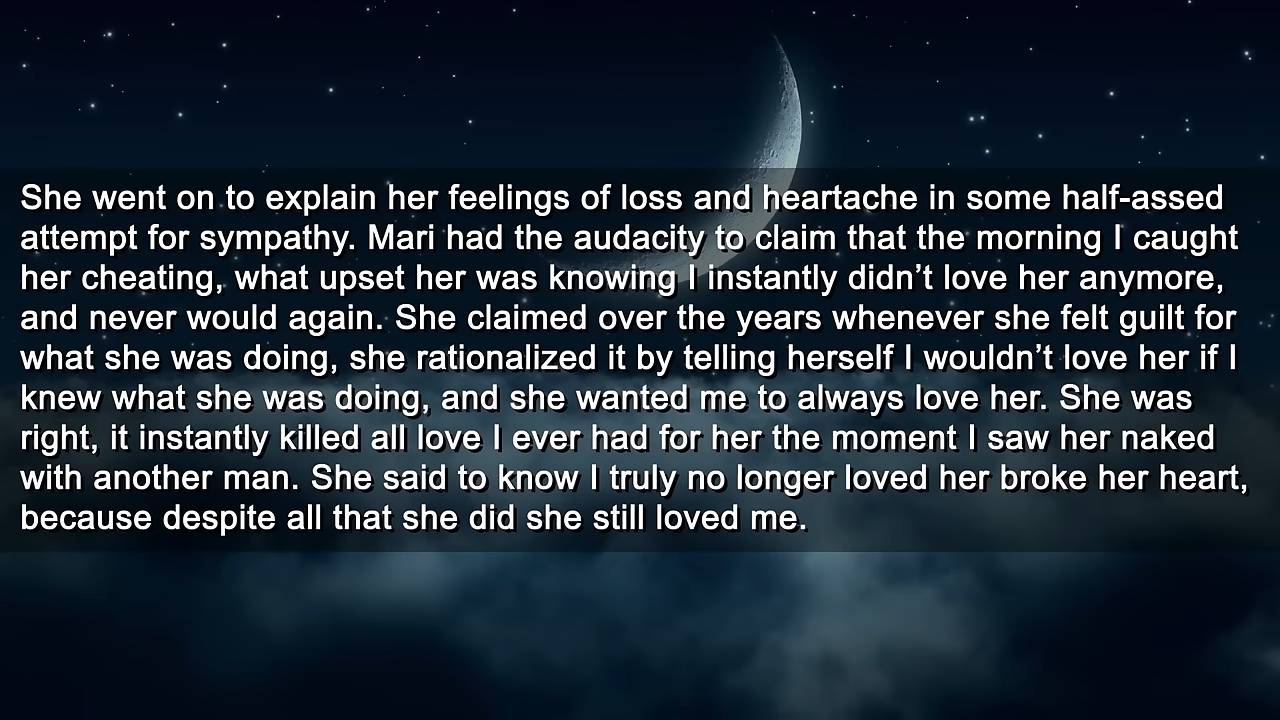 She went on to explain her feelings of loss and heartache in some half-assed
attempt for sympathy. Mari had the audacity to claim that the morning I caught
her cheating, what upset her was knowing I instantly didn’t love her anymore,
and never would again. She claimed over the years whenever she felt guilt for
what she was doing, she rationalized it by telling herself I wouldn’t love her if I
knew what she was doing, and she wanted me to always love her. She was
right, it instantly killed all love I ever had for her the moment I saw her naked
with another man. She said to know I truly no longer loved her broke her heart,
because despite all that she did she still loved me.